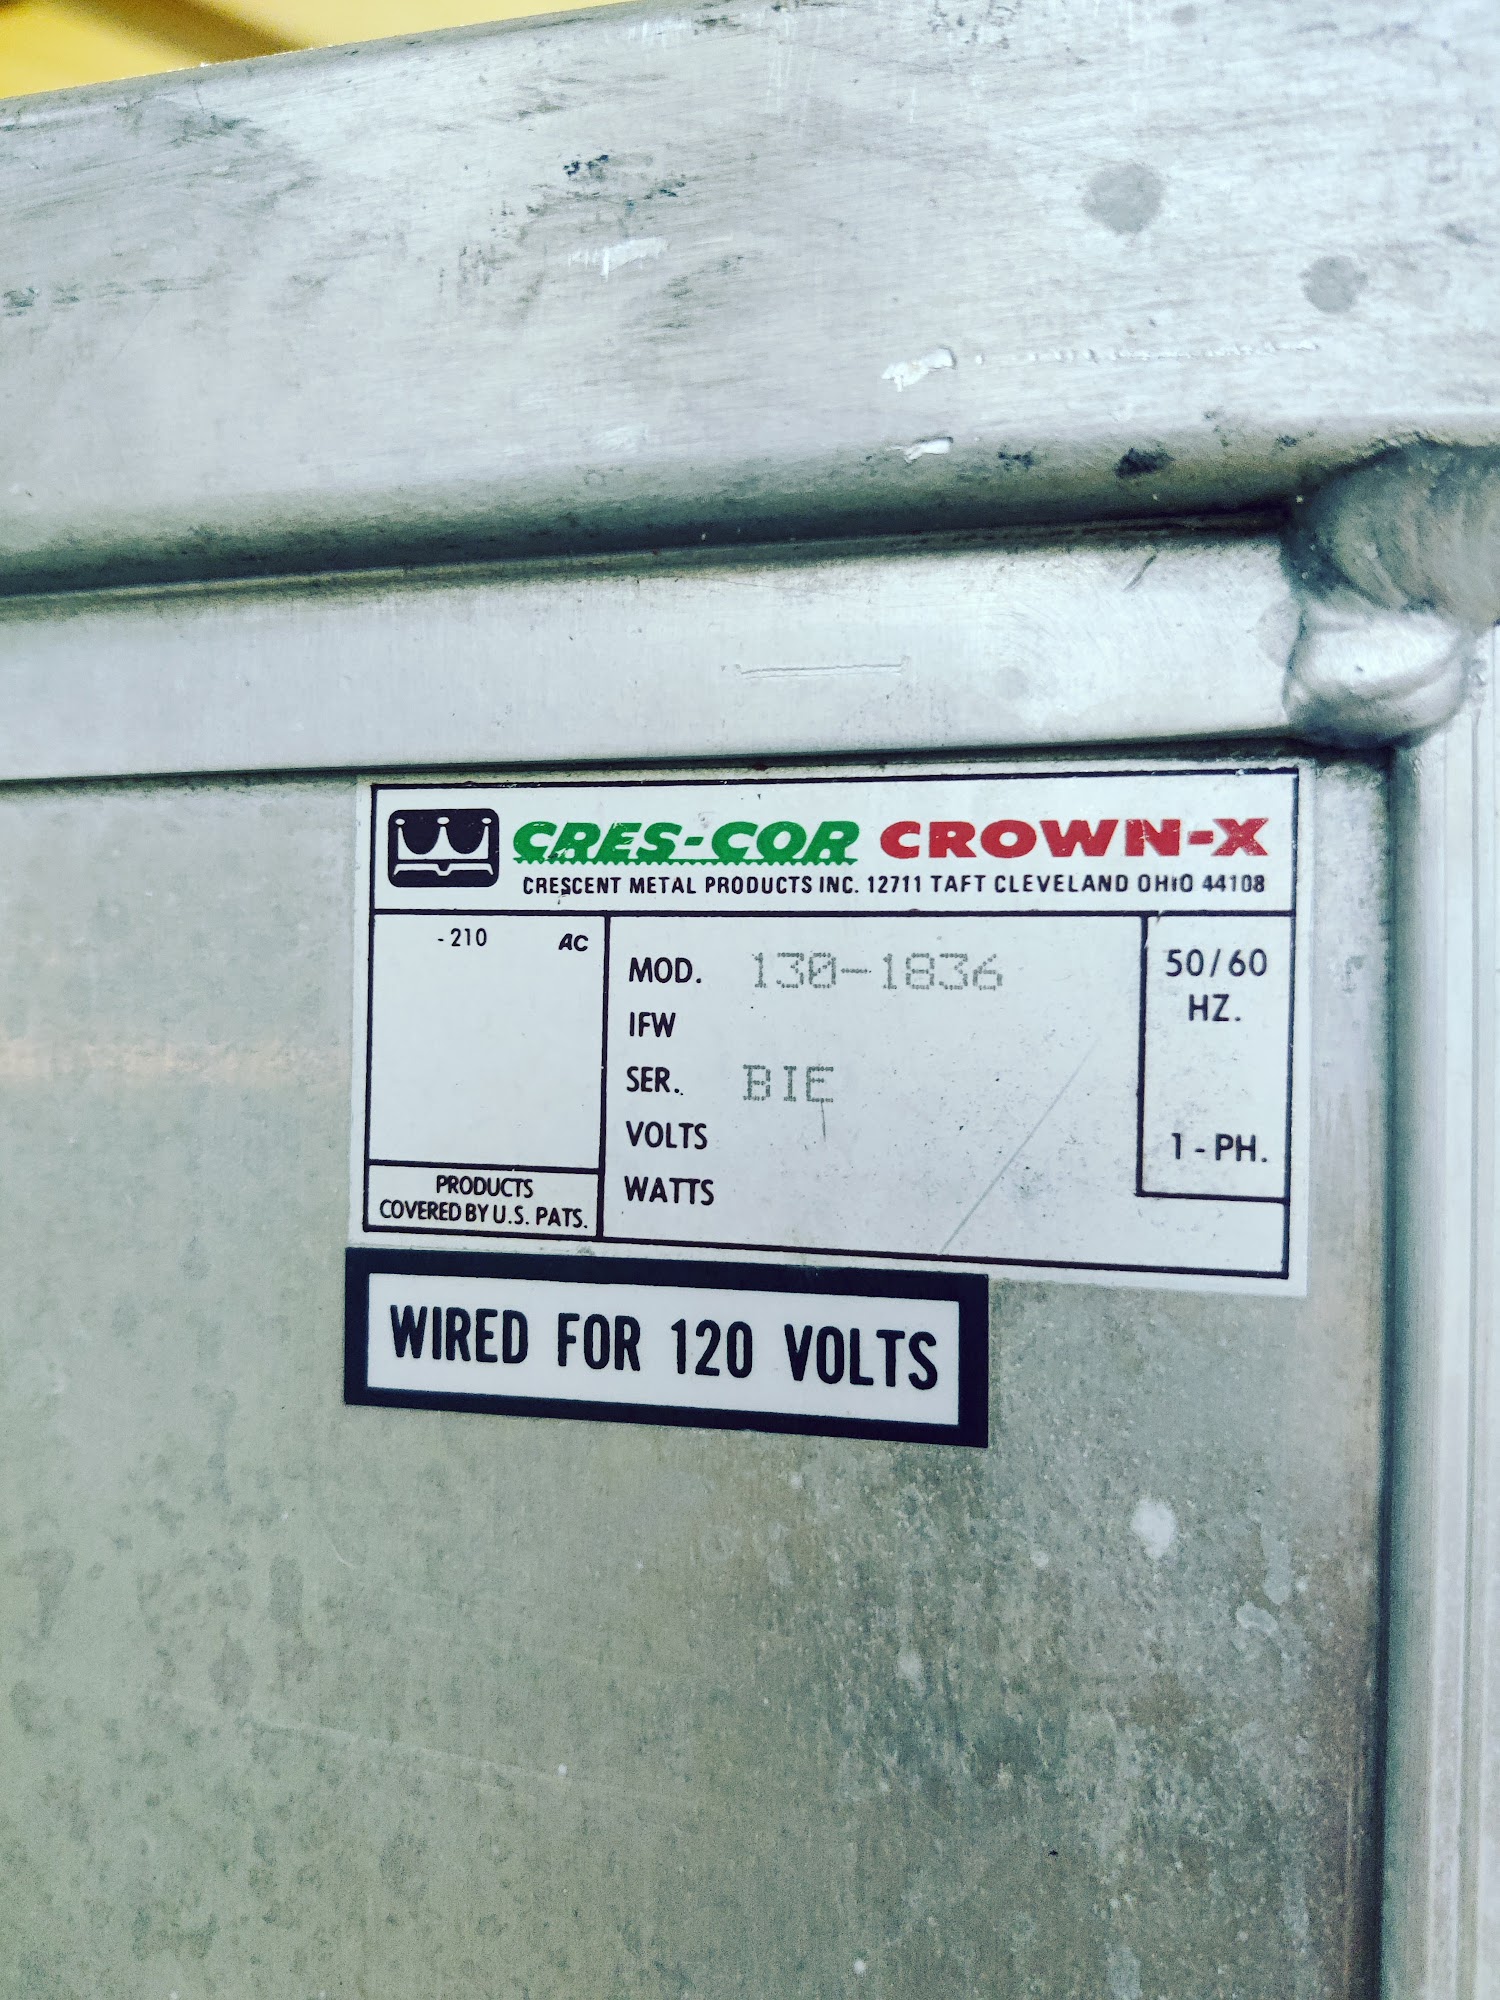 CRES-COR CROWN-X
CRESCENT METAL PRODUCTS INC. 12711 TAFT CLEVELAND OHIO 44108
-210 AC
PRODUCTS
COVERED BY U.S. PATS.
MOD. 130-1836
IFW
SER. BIE
VOLTS
WATTS
50/60
HZ.
1-PH.
WIRED FOR 120 VOLTS